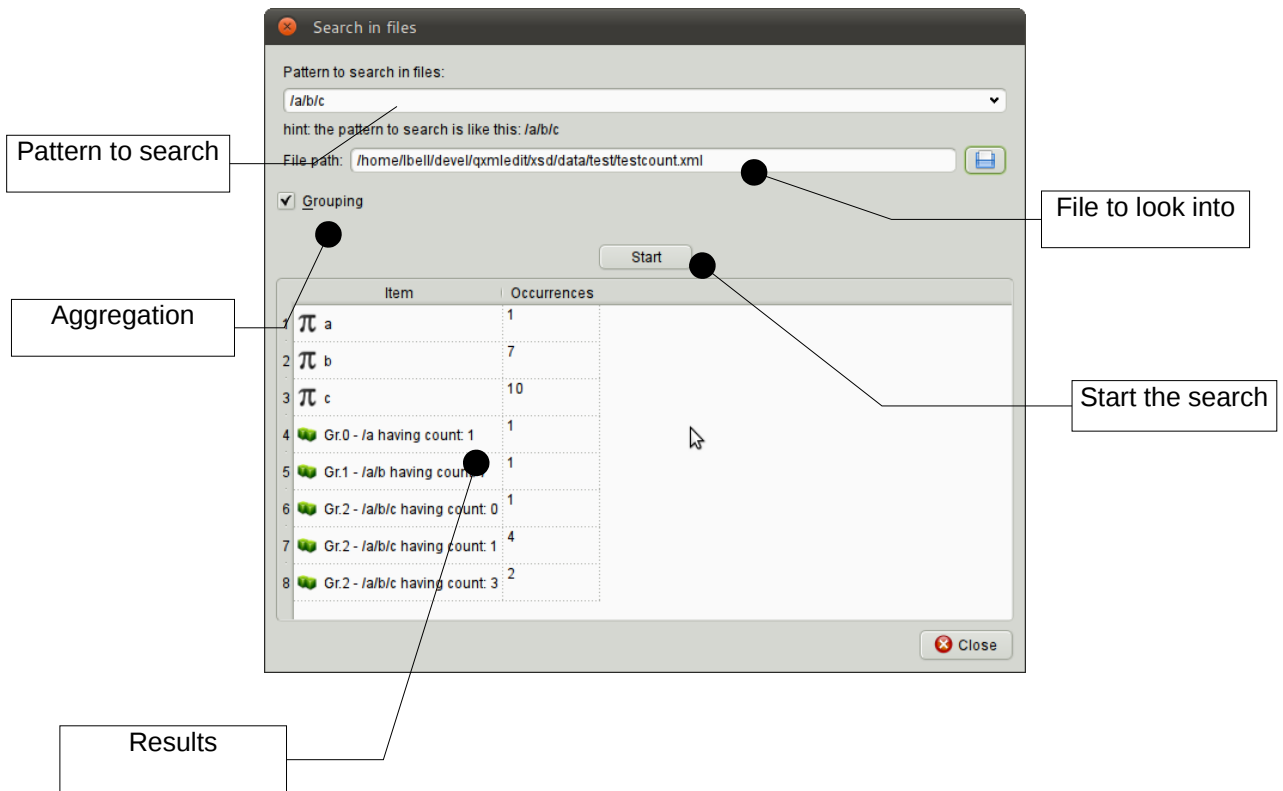 Search in files
Pattern to search in files:
/a/b/c
hint: the pattern to search is like this: /a/b/c
Pattern to search
File path: /home/lbell/devel/qxmledit/xsd/data/test/testcount.xml
Grouping
File to look into
Start
Item Occurrences
Aggregation
1 π a 1
2 π b 7
3 π c 10
Start the search
4 Gr.0 - /a having count: 1 1
5 Gr.1 - /a/b having 1
6 Gr.2 - /a/b/c having count: 0 1
7 Gr.2 - /a/b/c having count: 1 4
8 Gr.2 - /a/b/c having count: 3 2
Close
Results